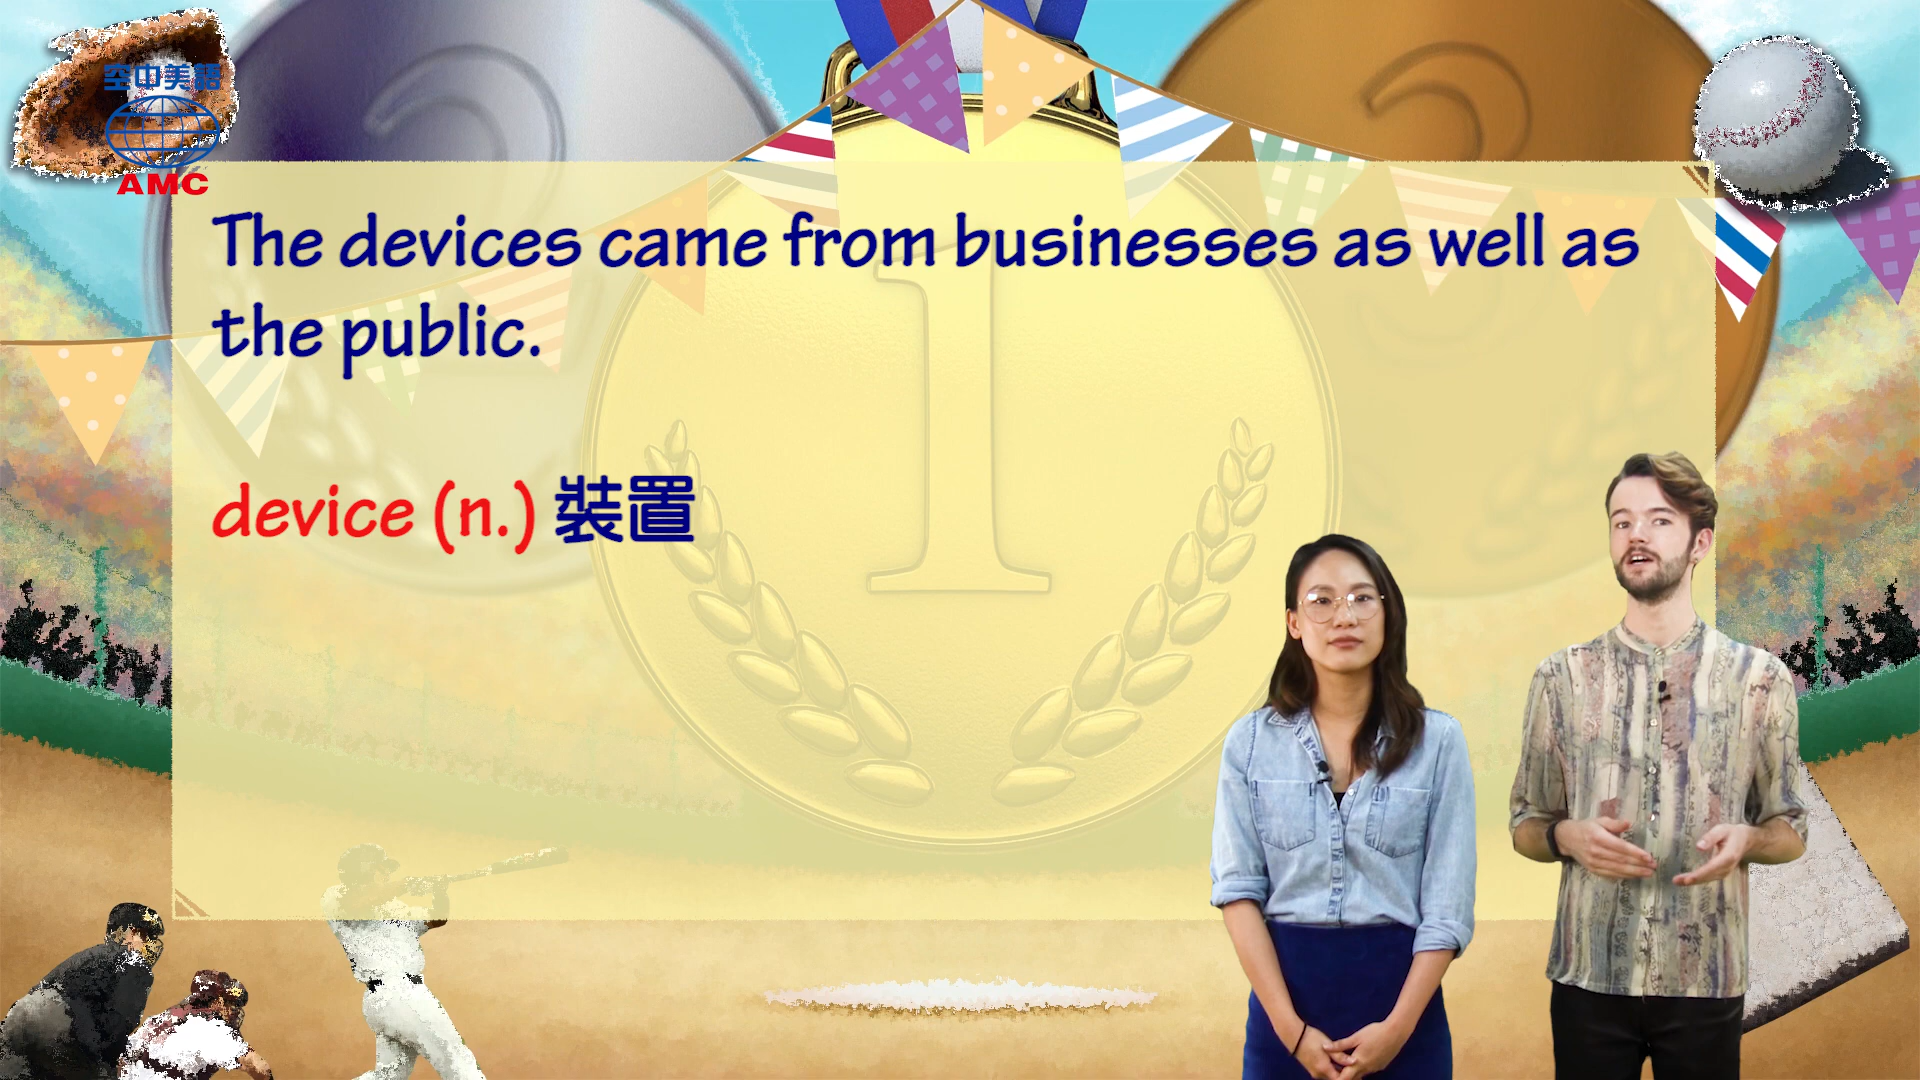 空中美語
AMC
The devices came from businesses as well as
the public.
device (n.) 裝置